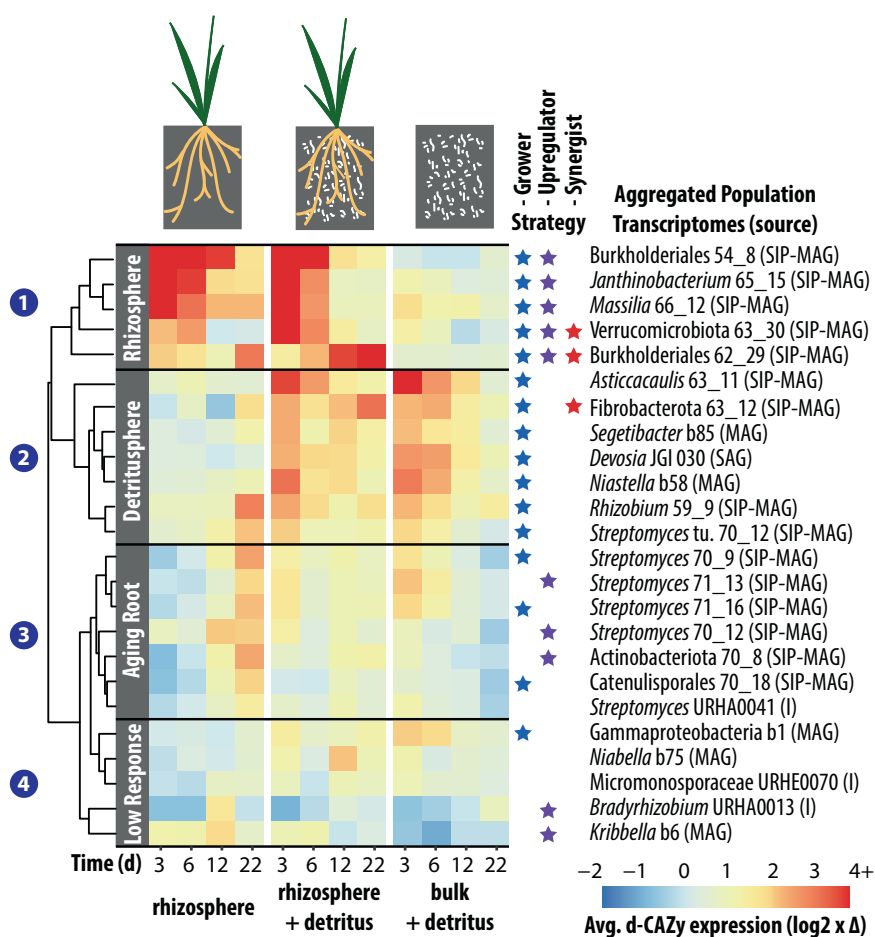 - Grower
- Upregulator
- Synergist
Strategy
Aggregated Population
Transcriptomes (source)
1
Rhizosphere
Burkholderiales 54_8 (SIP-MAG)
Janthinobacterium 65_15 (SIP-MAG)
Massilia 66_12 (SIP-MAG)
Verrucomicrobiota 63_30 (SIP-MAG)
Burkholderiales 62_29 (SIP-MAG)
2
Detritusphere
Asticcacaulis 63_11 (SIP-MAG)
Fibrobacterota 63_12 (SIP-MAG)
Segetibacter b85 (MAG)
Devosia JGI 030 (SAG)
Niastella b58 (MAG)
Rhizobium 59_9 (SIP-MAG)
Streptomyces tu. 70_12 (SIP-MAG)
3
Aging Root
Streptomyces 70_9 (SIP-MAG)
Streptomyces 71_13 (SIP-MAG)
Streptomyces 71_16 (SIP-MAG)
Streptomyces 70_12 (SIP-MAG)
Actinobacteriota 70_8 (SIP-MAG)
Catenulisporales 70_18 (SIP-MAG)
Streptomyces URHA0041 (I)
4
Low Response
Gammaproteobacteria b1 (MAG)
Niabella b75 (MAG)
Micromonosporaceae URHE0070 (I)
Bradyrhizobium URHA0013 (I)
Kribbella b6 (MAG)
Time (d) 3 6 12 22 3 6 12 22 3 6 12 22
rhizosphere
rhizosphere
+ detritus
bulk
+ detritus
−2 −1 0 1 2 3 4+
Avg. d-CAZy expression (log2 x Δ)